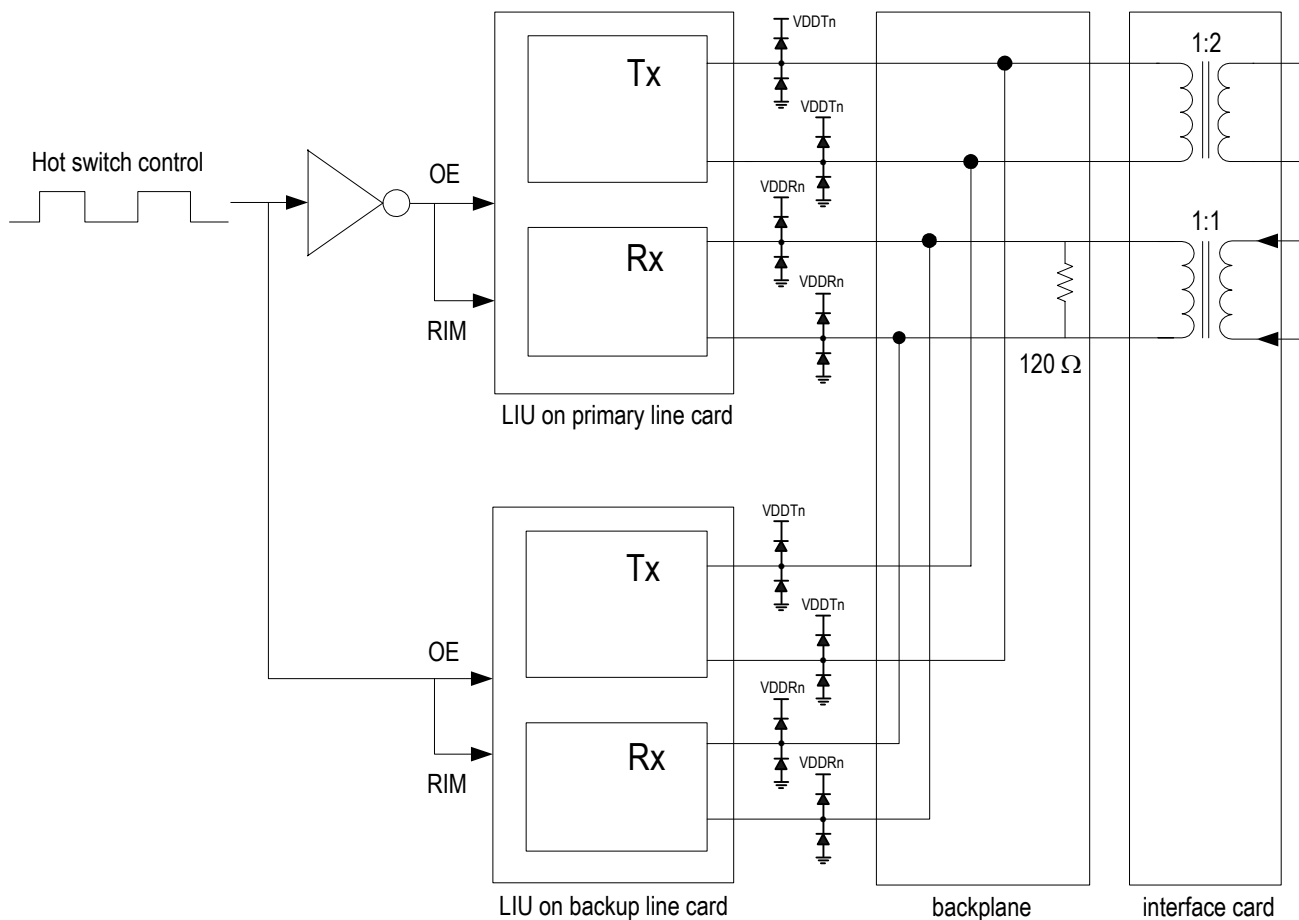 VDDTn
Tx
1:2
VDDTn
Hot switch control
OE
VDDRn
1:1
Rx
VDDRn
RIM
120 Ω
LIU on primary line card
VDDTn
Tx
VDDTn
OE
VDDRn
Rx
VDDRn
RIM
LIU on backup line card
backplane
interface card